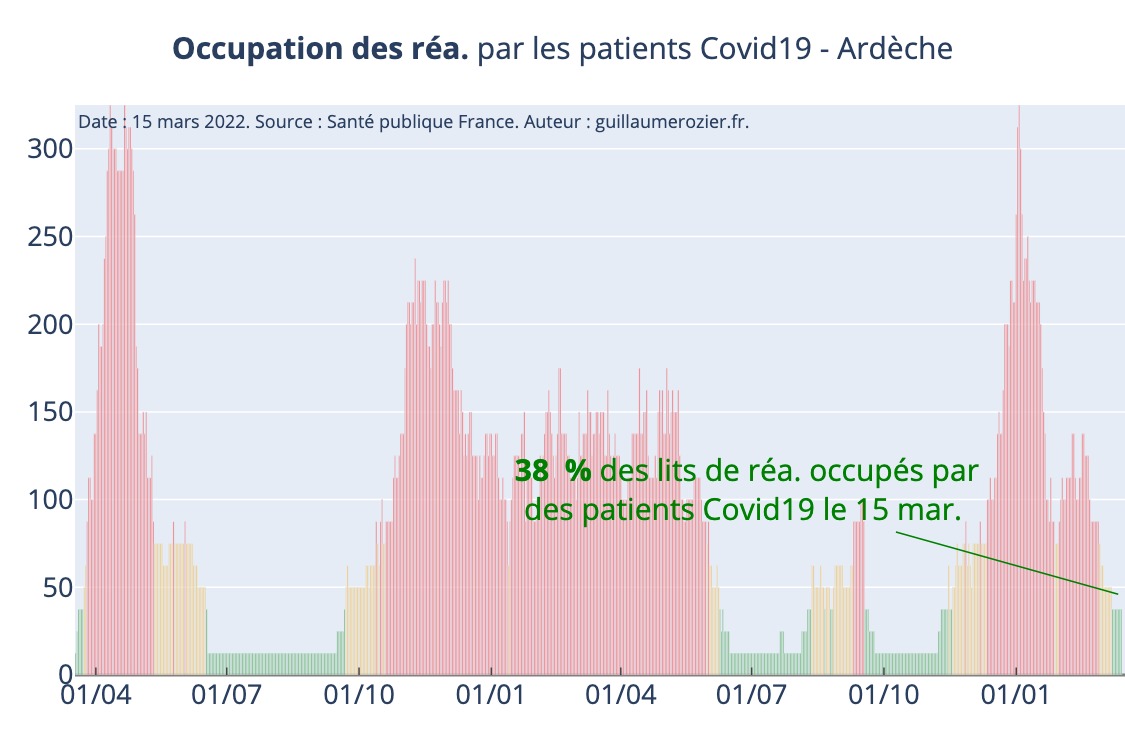 Occupation des réa. par les patients Covid19 - Ardèche
Date : 15 mars 2022. Source : Santé publique France. Auteur : guillaumerozier.fr.
300
250
200
150
100
50
0
38 % des lits de réa. occupés par
des patients Covid19 le 15 mar.
01/04 01/07 01/10 01/01 01/04 01/07 01/10 01/01